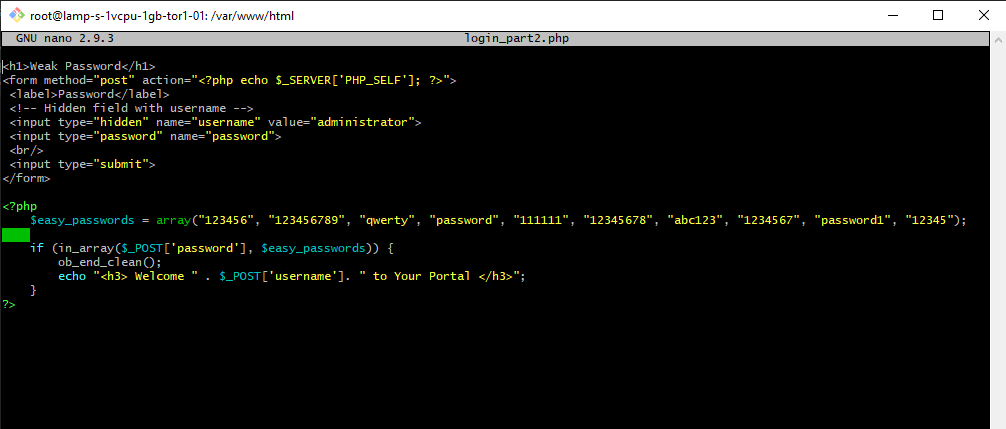 root@lamp-s-1vcpu-1gb-tor1-01: /var/www/html
GNU nano 2.9.3 login_part2.php
<h1>Weak Password</h1>
<form method="post" action="<?php echo $_SERVER['PHP_SELF']; ?>">
 <label>Password</label>
 <!-- Hidden field with username -->
 <input type="hidden" name="username" value="administrator">
 <input type="password" name="password">
 <br/>
 <input type="submit">
</form>
<?php
    $easy_passwords = array("123456", "123456789", "qwerty", "password", "111111", "12345678", "abc123", "1234567", "password1", "12345");
    if (in_array($_POST['password'], $easy_passwords)) {
        ob_end_clean();
        echo "<h3> Welcome " . $_POST['username']. " to Your Portal </h3>";
    }
?>